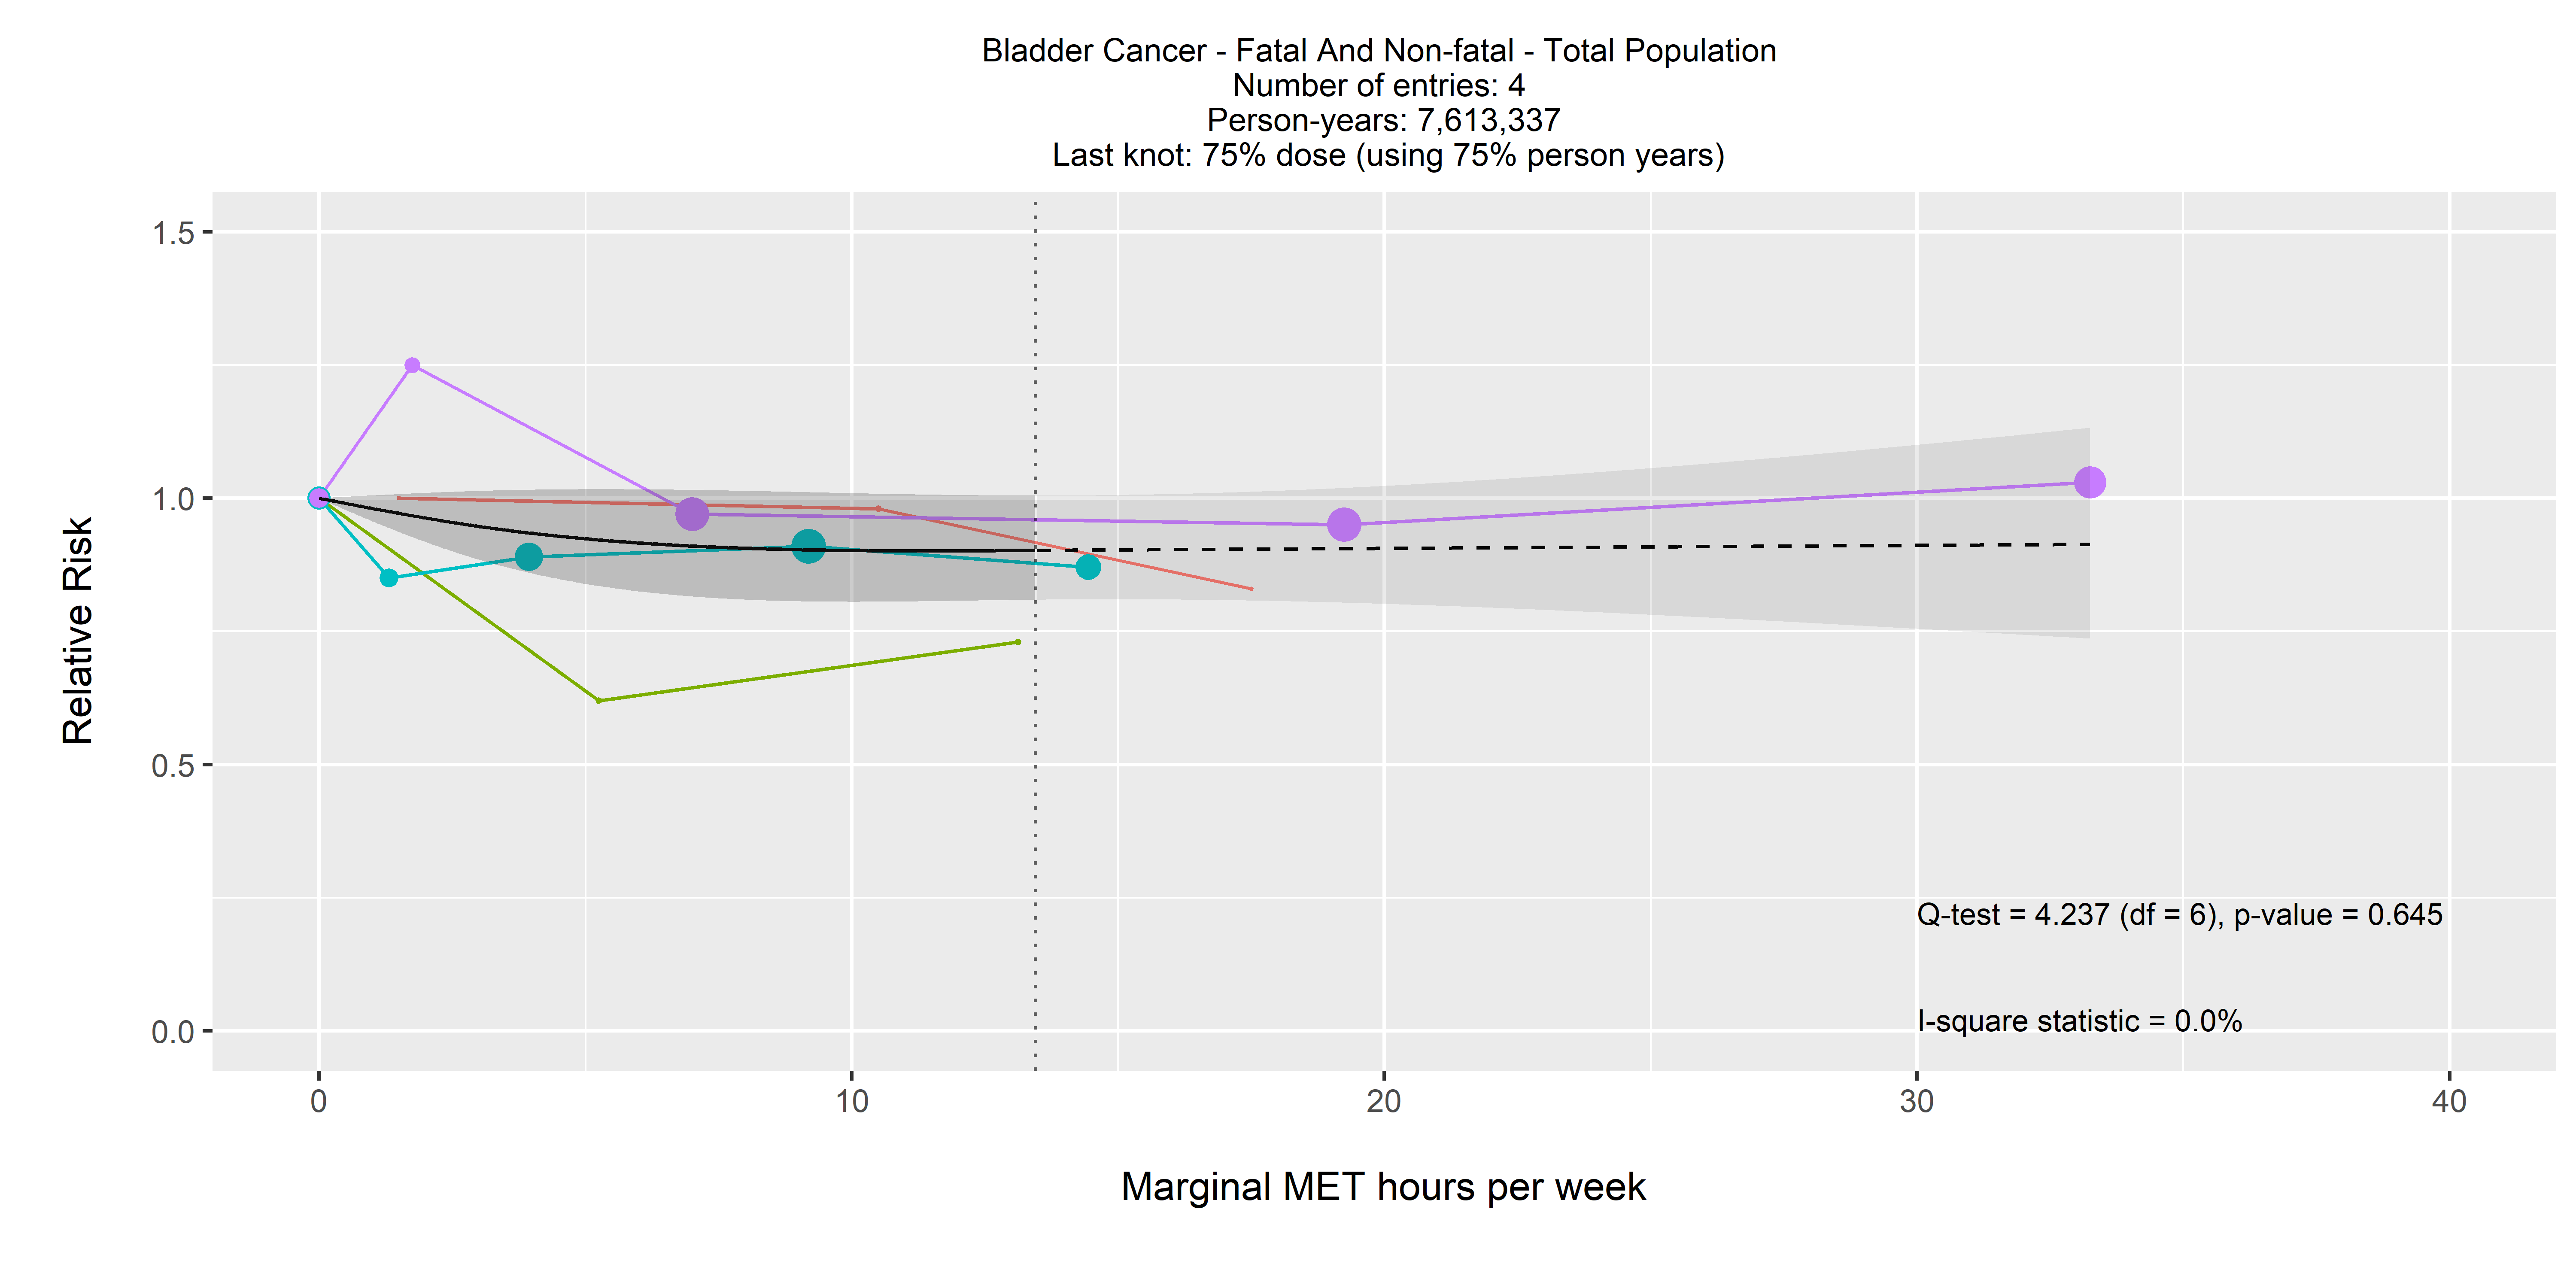 Bladder Cancer - Fatal And Non-fatal - Total Population
Number of entries: 4
Person-years: 7,613,337
Last knot: 75% dose (using 75% person years)
1.5
1.0
0.5
0.0
Relative Risk
Q-test = 4.237 (df = 6), p-value = 0.645
I-square statistic = 0.0%
0 10 20 30 40
Marginal MET hours per week